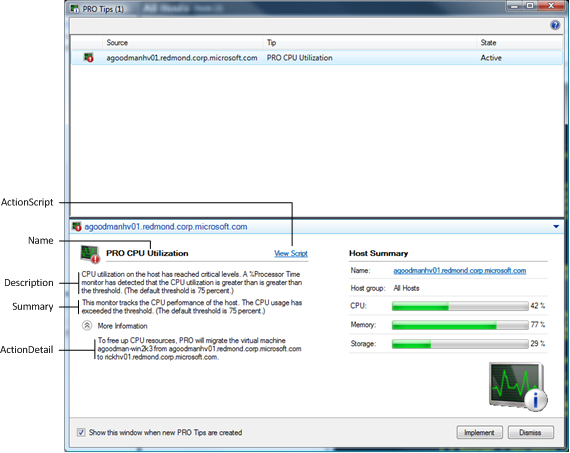 PRO Tips (1)
Source Tip State
agoodmanhv01.redmond.corp.microsoft.com PRO CPU Utilization Active
ActionScript
agoodmanhv01.redmond.corp.microsoft.com
Name
PRO CPU Utilization View Script
Description
CPU utilization on the host has reached critical levels. A %Processor Time
monitor has detected that the CPU utilization is greater than is greater than
the threshold. (The default threshold is 75 percent.)
Summary
This monitor tracks the CPU performance of the host. The CPU usage has
exceeded the threshold. (The default threshold is 75 percent.)
More Information
ActionDetail
To free up CPU resources, PRO will migrate the virtual machine
agoodman-win2k3 from agoodmanhv01.redmond.corp.microsoft.com
to rickhv01.redmond.corp.microsoft.com.
Host Summary
Name: agoodmanhv01.redmond.corp.microsoft.com
Host group: All Hosts
CPU: 42 %
Memory: 77 %
Storage: 29 %
Show this window when new PRO Tips are created
Implement Dismiss